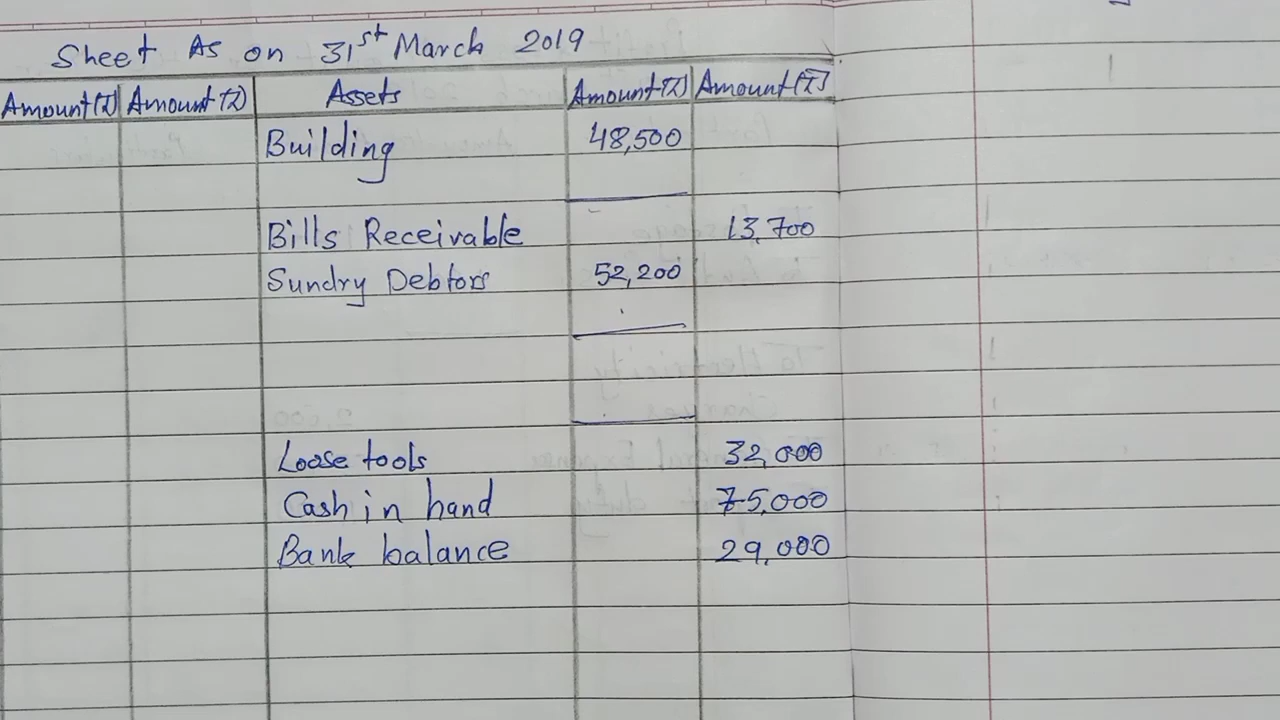 Sheet As on 31st March 2019
Amount(₹) Amount(₹) Assets Amount(₹) Amount(₹)
Building 48,500
Bills Receivable 13,700
Sundry Debtors 52,200
Loose tools 32,000
Cash in hand 75,000
Bank balance 29,000